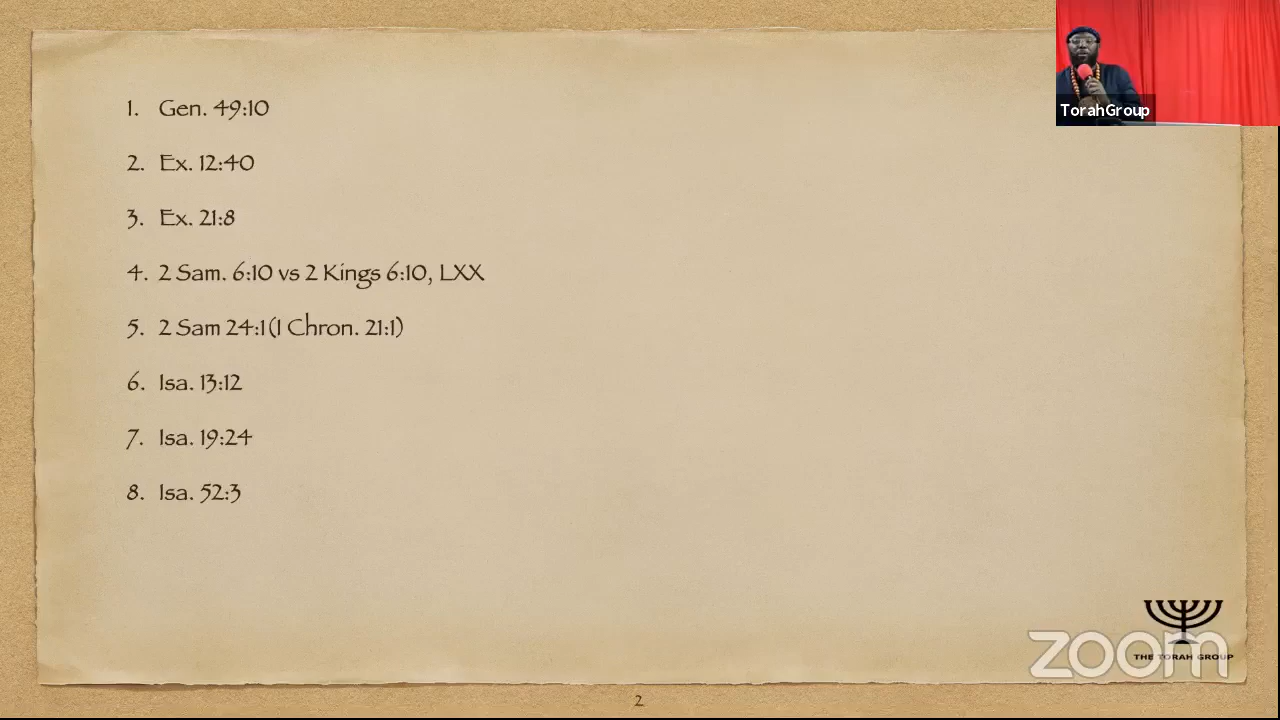 TorahGroup
1. Gen. 49:10
2. Ex. 12:40
3. Ex. 21:8
4. 2 Sam. 6:10 vs 2 Kings 6:10, LXX
5. 2 Sam 24:1(1 Chron. 21:1)
6. Isa. 13:12
7. Isa. 19:24
8. Isa. 52:3
zoom
THE TORAH GROUP
2